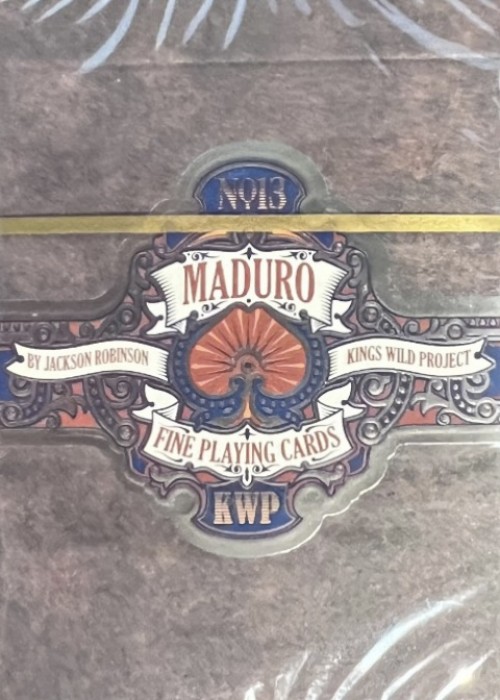 No13
MADURO
BY JACKSON ROBINSON
KINGS WILD PROJECT
FINE PLAYING CARDS
KWP